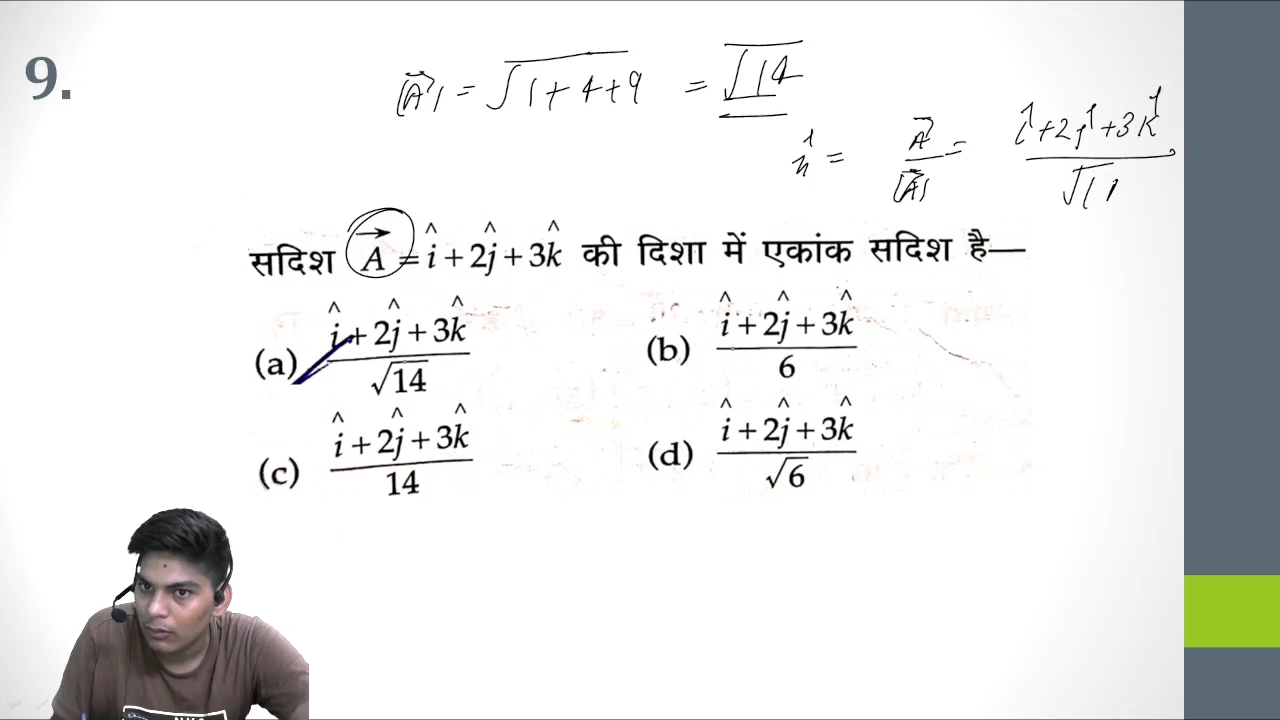 9.
|A⃗| = √1+4+9 = √14
n̂ = A⃗/|A⃗| = î+2ĵ+3k̂/√1
सदिश A⃗ = î + 2ĵ + 3k̂ की दिशा में एकांक सदिश है—
(a) î + 2ĵ + 3k̂/√14 (b) î + 2ĵ + 3k̂/6
(c) î + 2ĵ + 3k̂/14 (d) î + 2ĵ + 3k̂/√6